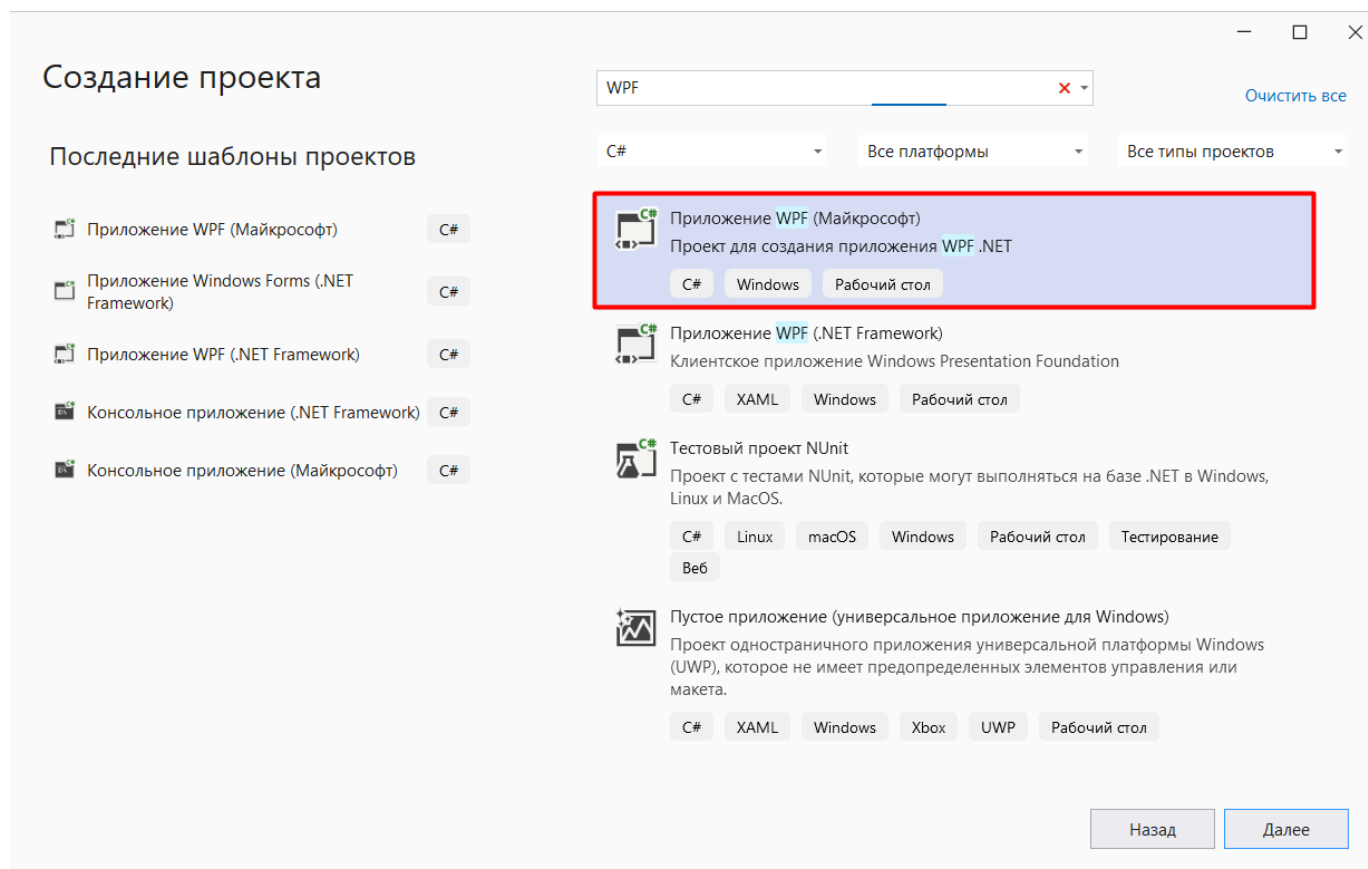 Создание проекта
WPF
Очистить все
C#
Все платформы
Все типы проектов
Последние шаблоны проектов
Приложение WPF (Майкрософт)
C#
Приложение Windows Forms (.NET
Framework)
C#
Приложение WPF (.NET Framework)
C#
Консольное приложение (.NET Framework)
C#
Консольное приложение (Майкрософт)
C#
Приложение WPF (Майкрософт)
Проект для создания приложения WPF .NET
C# Windows Рабочий стол
Приложение WPF (.NET Framework)
Клиентское приложение Windows Presentation Foundation
C# XAML Windows Рабочий стол
Тестовый проект NUnit
Проект с тестами NUnit, которые могут выполняться на базе .NET в Windows,
Linux и MacOS.
C# Linux macOS Windows Рабочий стол Тестирование
Веб
Пустое приложение (универсальное приложение для Windows)
Проект одностраничного приложения универсальной платформы Windows
(UWP), которое не имеет предопределенных элементов управления или
макета.
C# XAML Windows Xbox UWP Рабочий стол
Назад
Далее